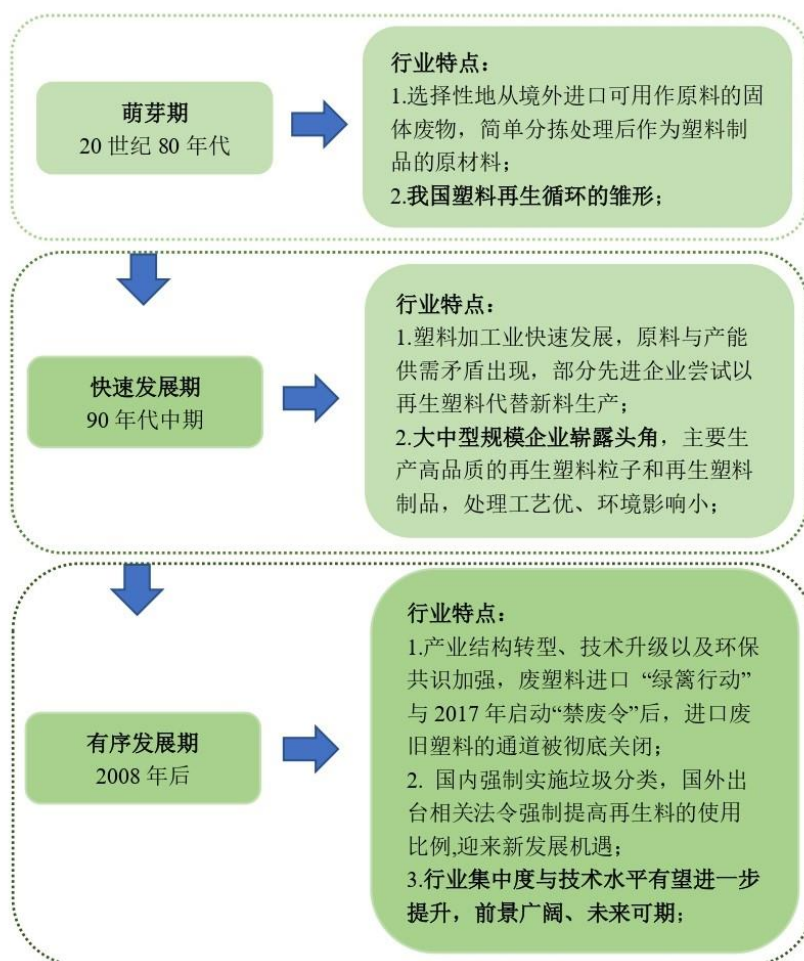 萌芽期
20 世纪 80 年代
行业特点：
1.选择性地从境外进口可用作原料的固
体废物，简单分拣处理后作为塑料制
品的原材料；
2.我国塑料再生循环的雏形；
快速发展期
90 年代中期
行业特点：
1.塑料加工业快速发展，原料与产能
供需矛盾出现，部分先进企业尝试以
再生塑料代替新料生产；
2.大中型规模企业崭露头角，主要生
产高品质的再生塑料粒子和再生塑料
制品，处理工艺优、环境影响小；
有序发展期
2008 年后
行业特点：
1.产业结构转型、技术升级以及环保
共识加强，废塑料进口 “绿篱行动”
与 2017 年启动“禁废令”后，进口废
旧塑料的通道被彻底关闭；
2. 国内强制实施垃圾分类，国外出
台相关法令强制提高再生料的使用
比例,迎来新发展机遇；
3.行业集中度与技术水平有望进一步
提升，前景广阔、未来可期；